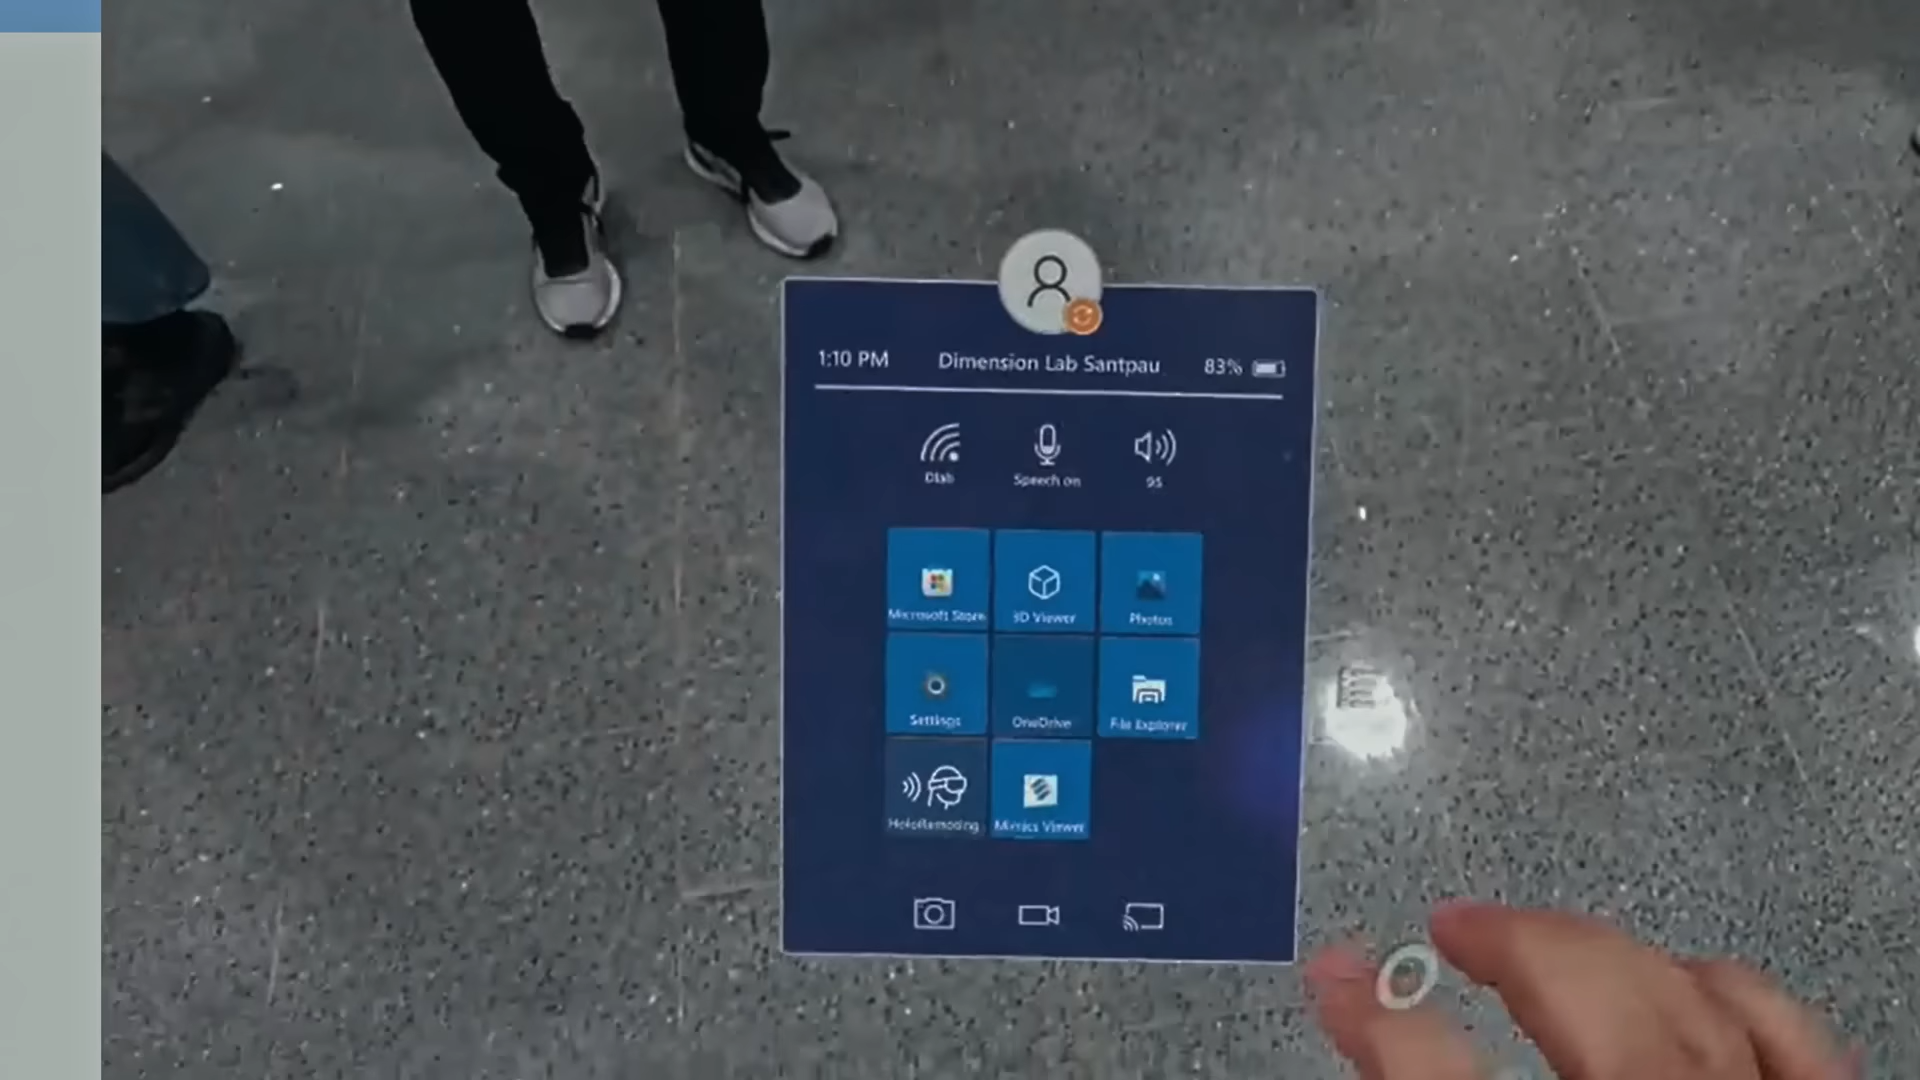 1:10 PM
Dimension Lab Santpau
83%
Dlab
Speech on
95
Microsoft Store
3D Viewer
Photos
Settings
OneDrive
File Explorer
HoloRemoting
Mimics Viewer